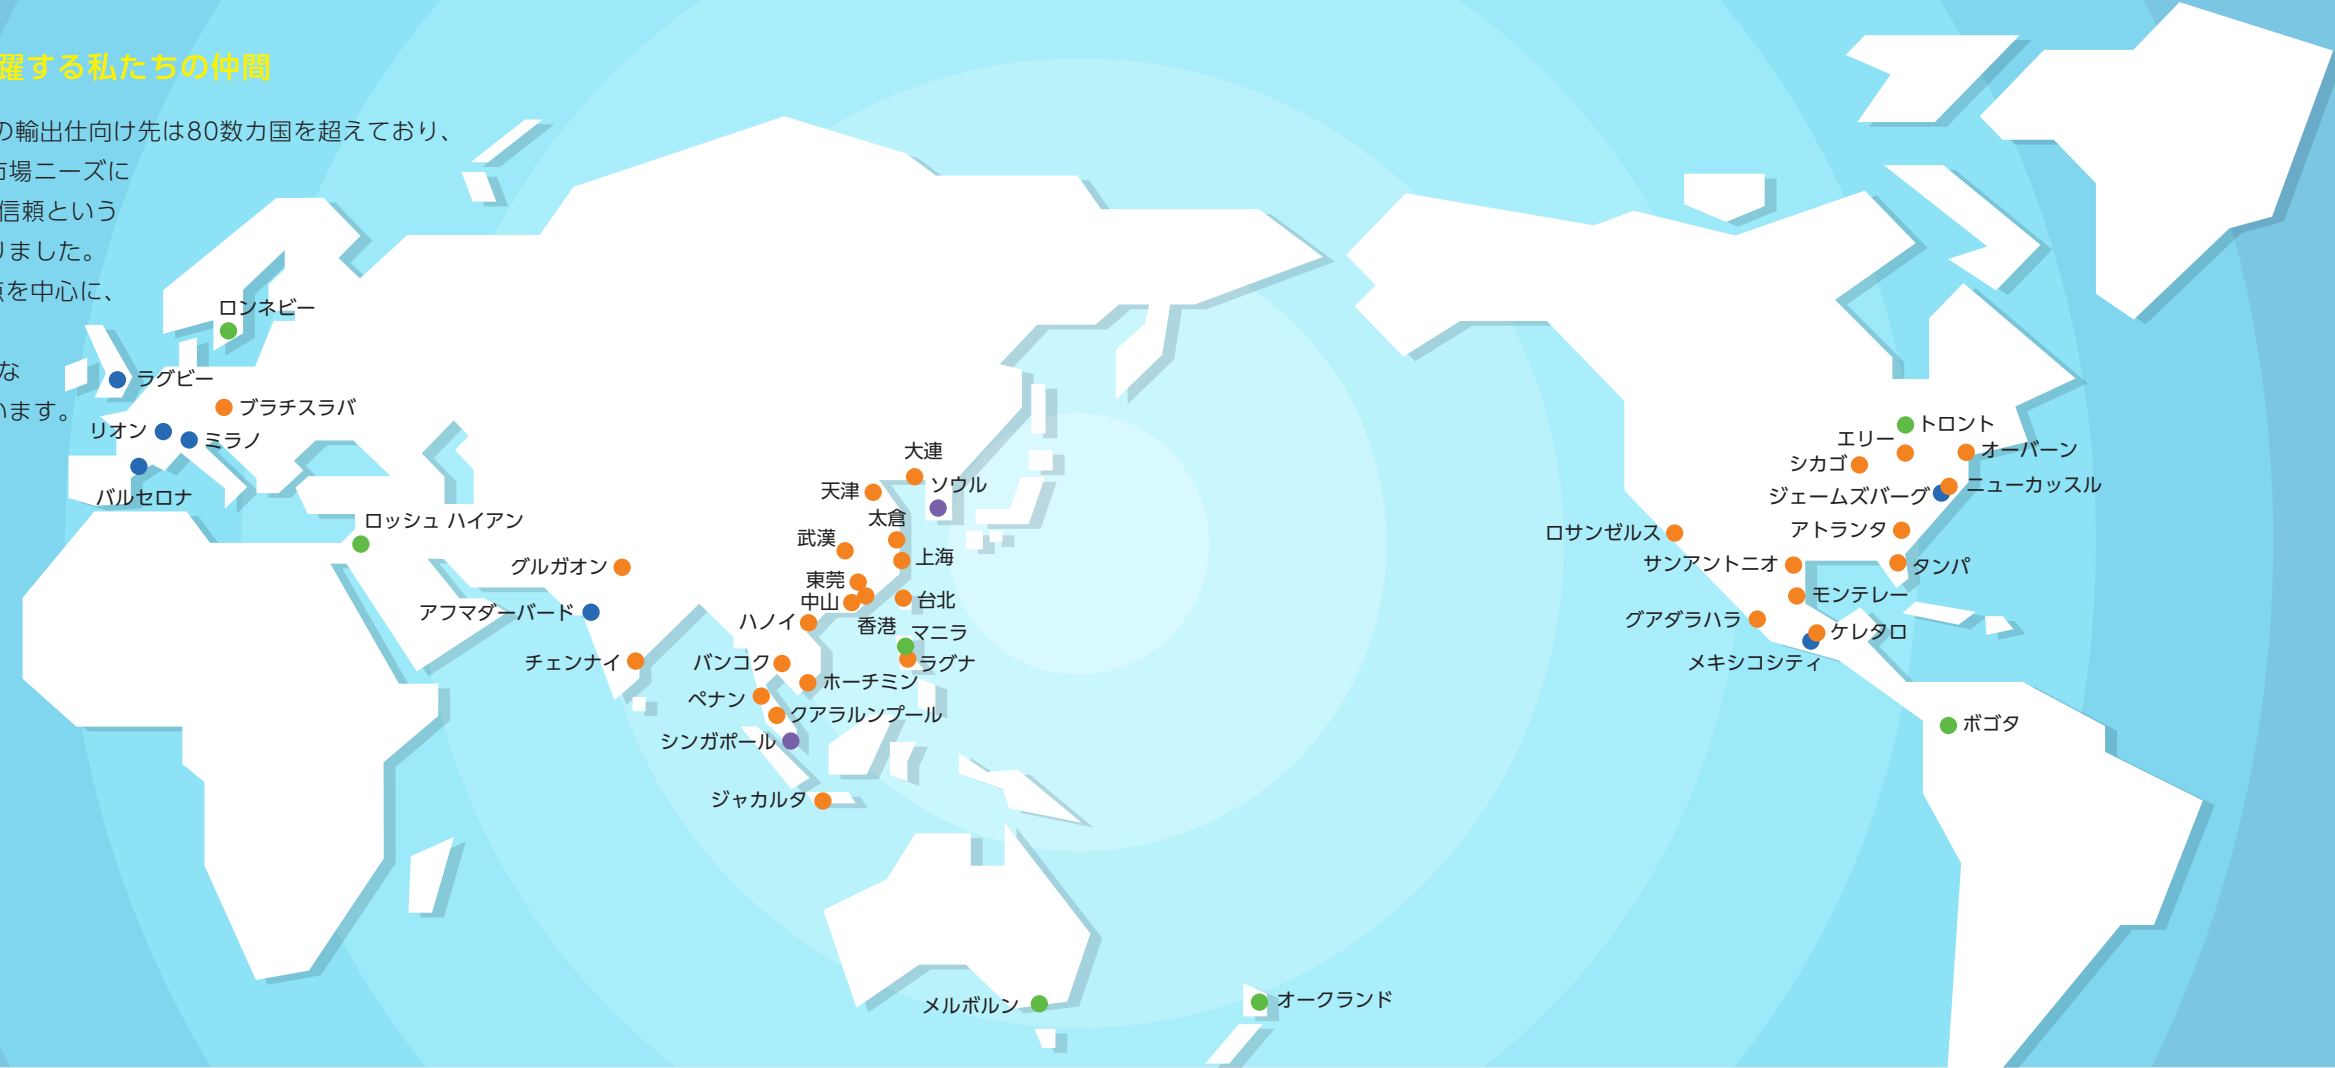 躍する私たちの仲間
の輸出仕向け先は80数カ国を超えており、
市場ニーズに
信頼という
りました。
点を中心に、
な
います。
ロンネビー
ラグビー
ブラチスラバ
リオン
ミラノ
バルセロナ
ロッシュ ハイアン
グルガオン
アフマダーバード
チェンナイ
大連
天津
ソウル
太倉
武漢
上海
東莞
中山
台北
ハノイ
香港
マニラ
ラグナ
バンコク
ホーチミン
ペナン
クアラルンプール
シンガポール
ジャカルタ
メルボルン
オークランド
トロント
エリー
オーバーン
シカゴ
ジェームズバーグ
ニューカッスル
アトランタ
ロサンゼルス
サンアントニオ
タンパ
モンテレー
グアダラハラ
ケレタロ
メキシコシティ
ボゴタ